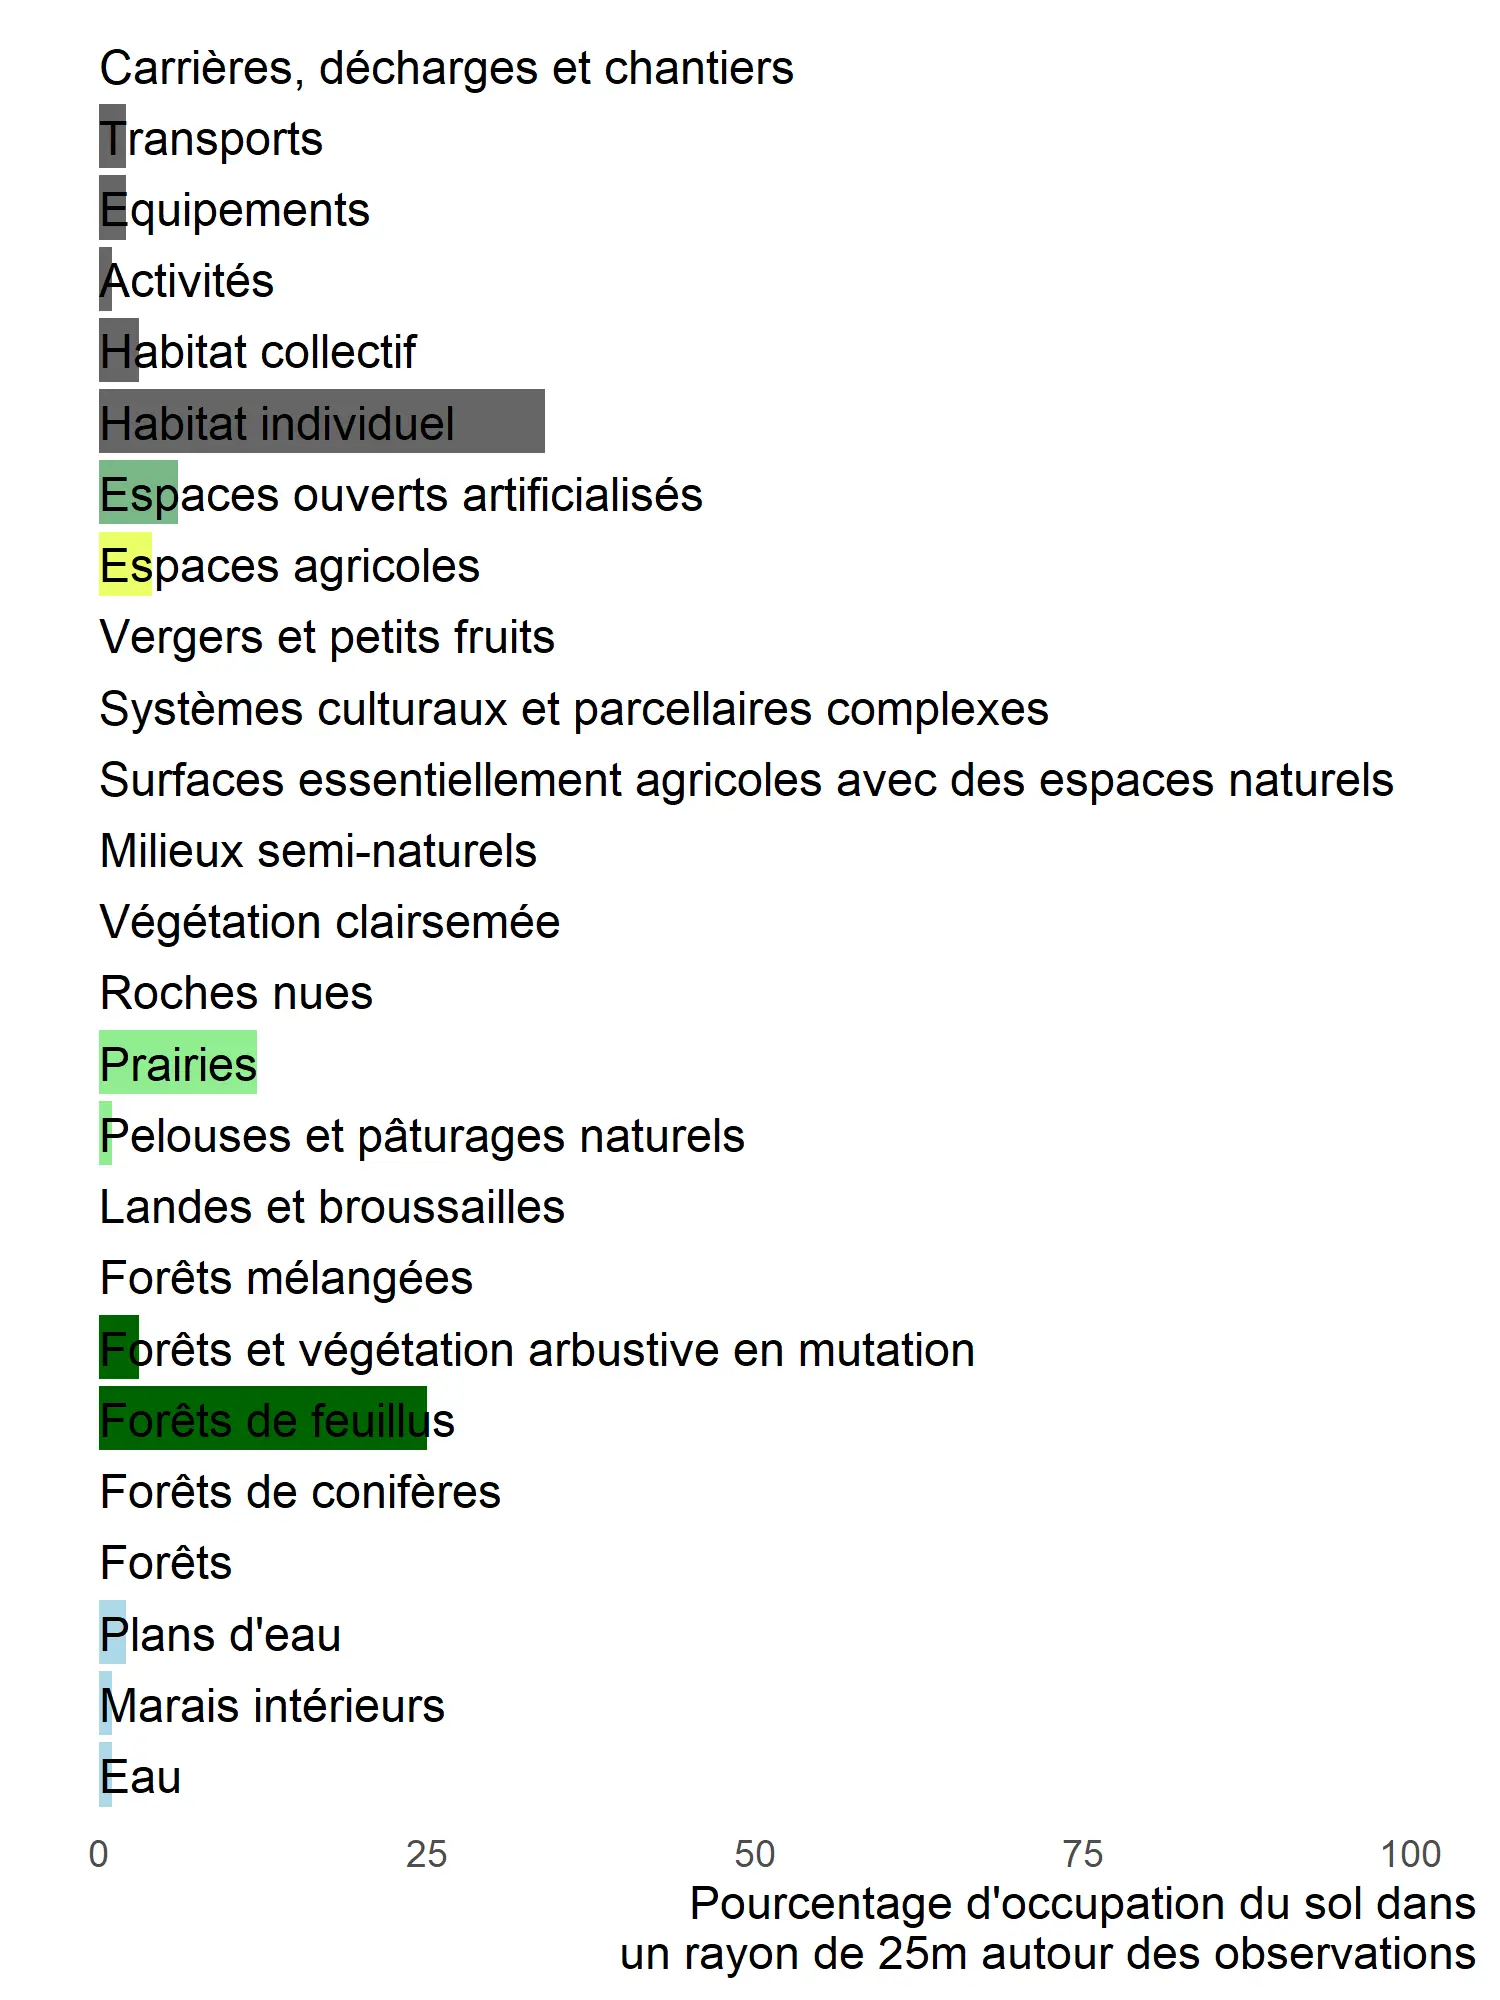 Carrières, décharges et chantiers
Transports
Equipements
Activités
Habitat collectif
Habitat individuel
Espaces ouverts artificialisés
Espaces agricoles
Vergers et petits fruits
Systèmes culturaux et parcellaires complexes
Surfaces essentiellement agricoles avec des espaces naturels
Milieux semi-naturels
Végétation clairsemée
Roches nues
Prairies
Pelouses et pâturages naturels
Landes et broussailles
Forêts mélangées
Forêts et végétation arbustive en mutation
Forêts de feuillus
Forêts de conifères
Forêts
Plans d'eau
Marais intérieurs
Eau
0 25 50 75 100
Pourcentage d'occupation du sol dans
un rayon de 25m autour des observations